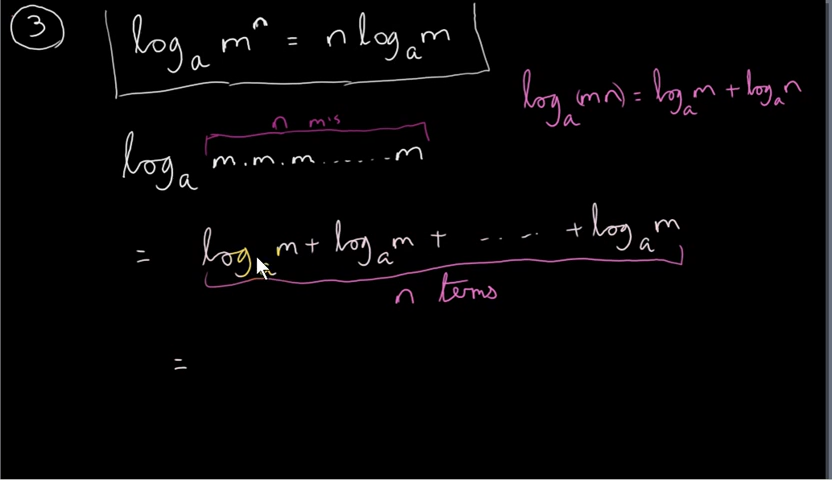 3
logₐ mⁿ = n logₐ m
logₐ(mn) = logₐ m + logₐ n
n m's
logₐ m.m.m......m
= logₐ m + logₐ m + ..... + logₐ m
n terms
=